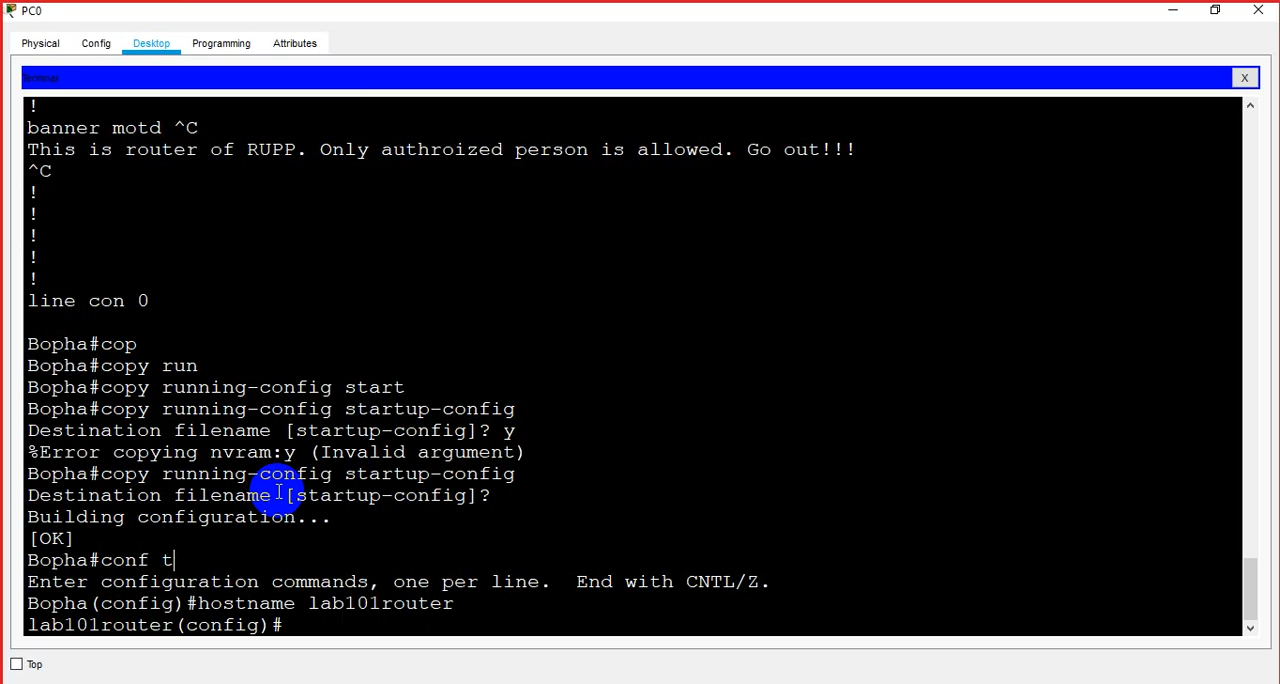 PC0
Physical Config Desktop Programming Attributes
Terminal
X
!
banner motd ^C
This is router of RUPP. Only authroized person is allowed. Go out!!!
^C
!
!
!
!
!
line con 0
Bopha#cop
Bopha#copy run
Bopha#copy running-config start
Bopha#copy running-config startup-config
Destination filename [startup-config]? y
%Error copying nvram:y (Invalid argument)
Bopha#copy running-config startup-config
Destination filename [startup-config]?
Building configuration...
[OK]
Bopha#conf t
Enter configuration commands, one per line.  End with CNTL/Z.
Bopha(config)#hostname lab101router
lab101router(config)#
Top